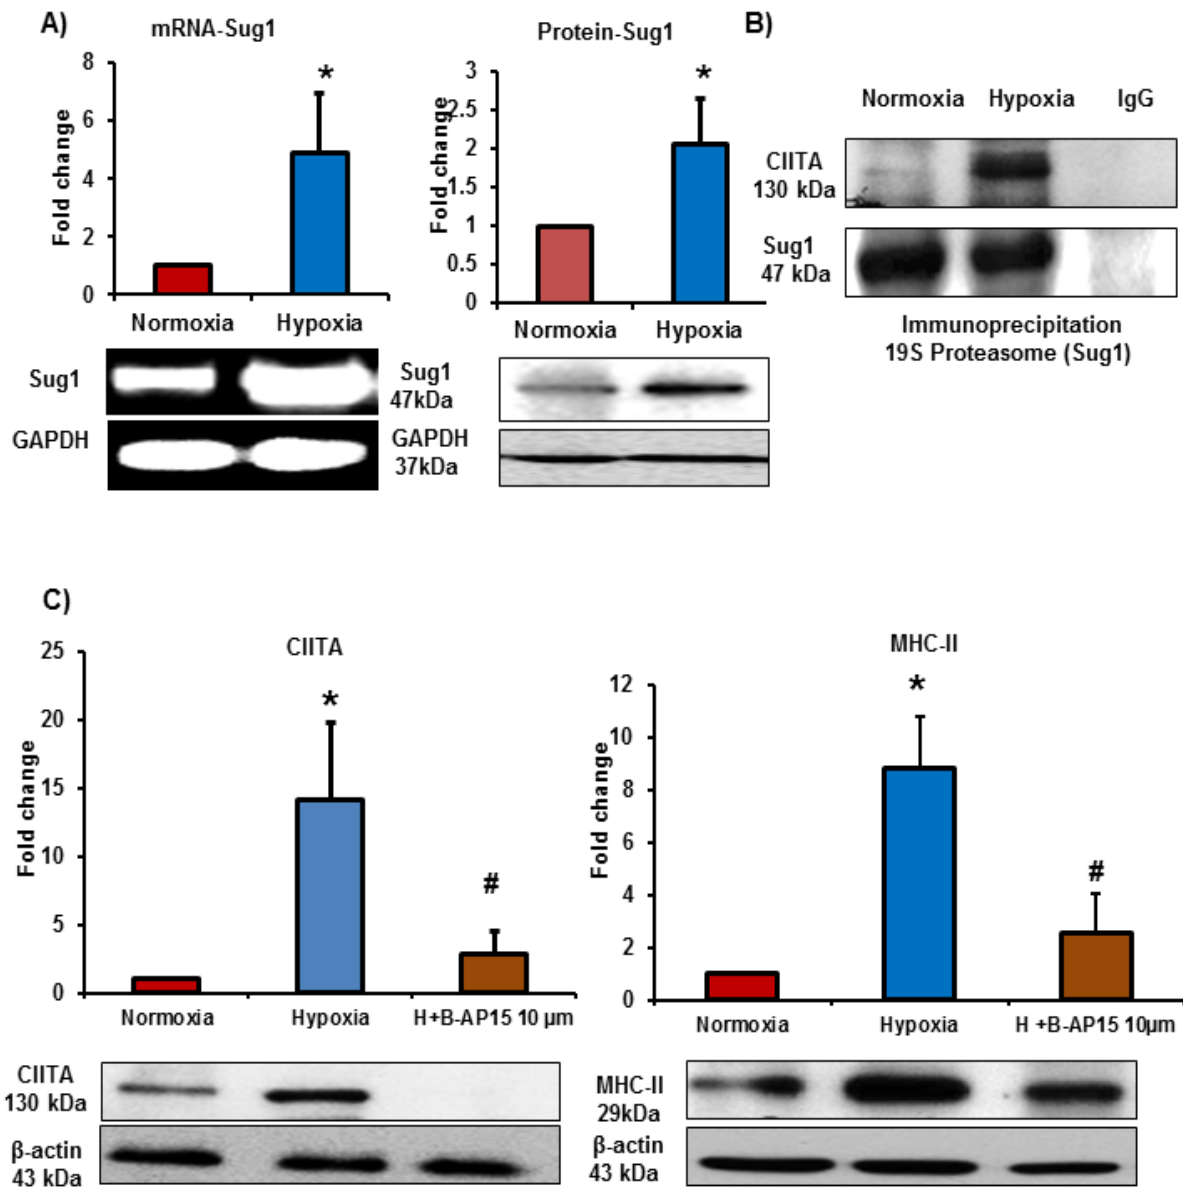 A)
mRNA-Sug1
Fold change
8
6
4
2
0
*
Normoxia Hypoxia
Sug1
GAPDH
Protein-Sug1
Fold change
3
2.5
2
1.5
1
0.5
0
*
Normoxia Hypoxia
Sug1
47kDa
GAPDH
37kDa
B)
Normoxia Hypoxia IgG
CIITA
130 kDa
Sug1
47 kDa
Immunoprecipitation
19S Proteasome (Sug1)
C)
CIITA
Fold change
25
20
15
10
5
0
*
#
Normoxia Hypoxia H+B-AP15 10 µm
CIITA
130 kDa
β-actin
43 kDa
MHC-II
Fold change
12
10
8
6
4
2
0
*
#
Normoxia Hypoxia H +B-AP15 10µm
MHC-II
29kDa
β-actin
43 kDa